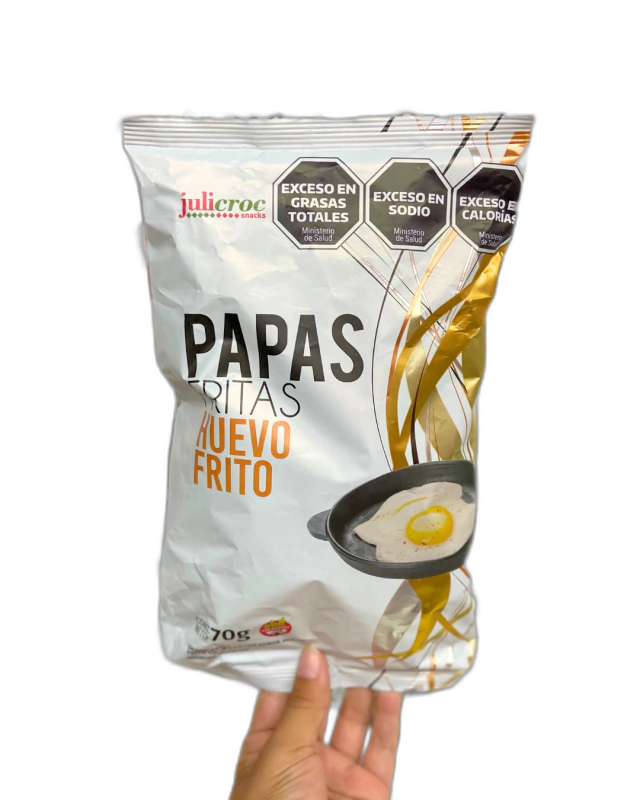 julicroc
snacks
EXCESO EN
GRASAS
TOTALES
Ministerio
de Salud
EXCESO EN
SODIO
Ministerio
de Salud
EXCESO EN
CALORÍAS
Ministerio
de Salud
PAPAS
FRITAS
HUEVO
FRITO
70g